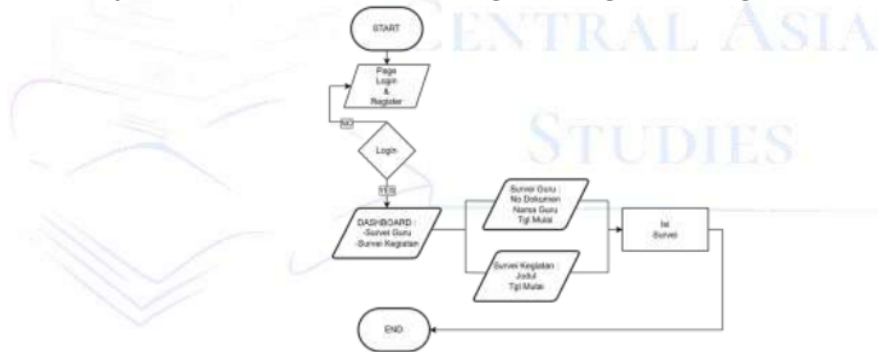 CENTRAL ASIA
STUDIES
START
Page
Login
&
Register
NO
Login
YES
DASHBOARD :
-Survei Guru
-Survei Kegiatan
Survei Guru :
No Dokumen
Nama Guru
Tgl Mulai
Survei Kegiatan :
Judul
Tgl Mulai
Isi
Survei
END